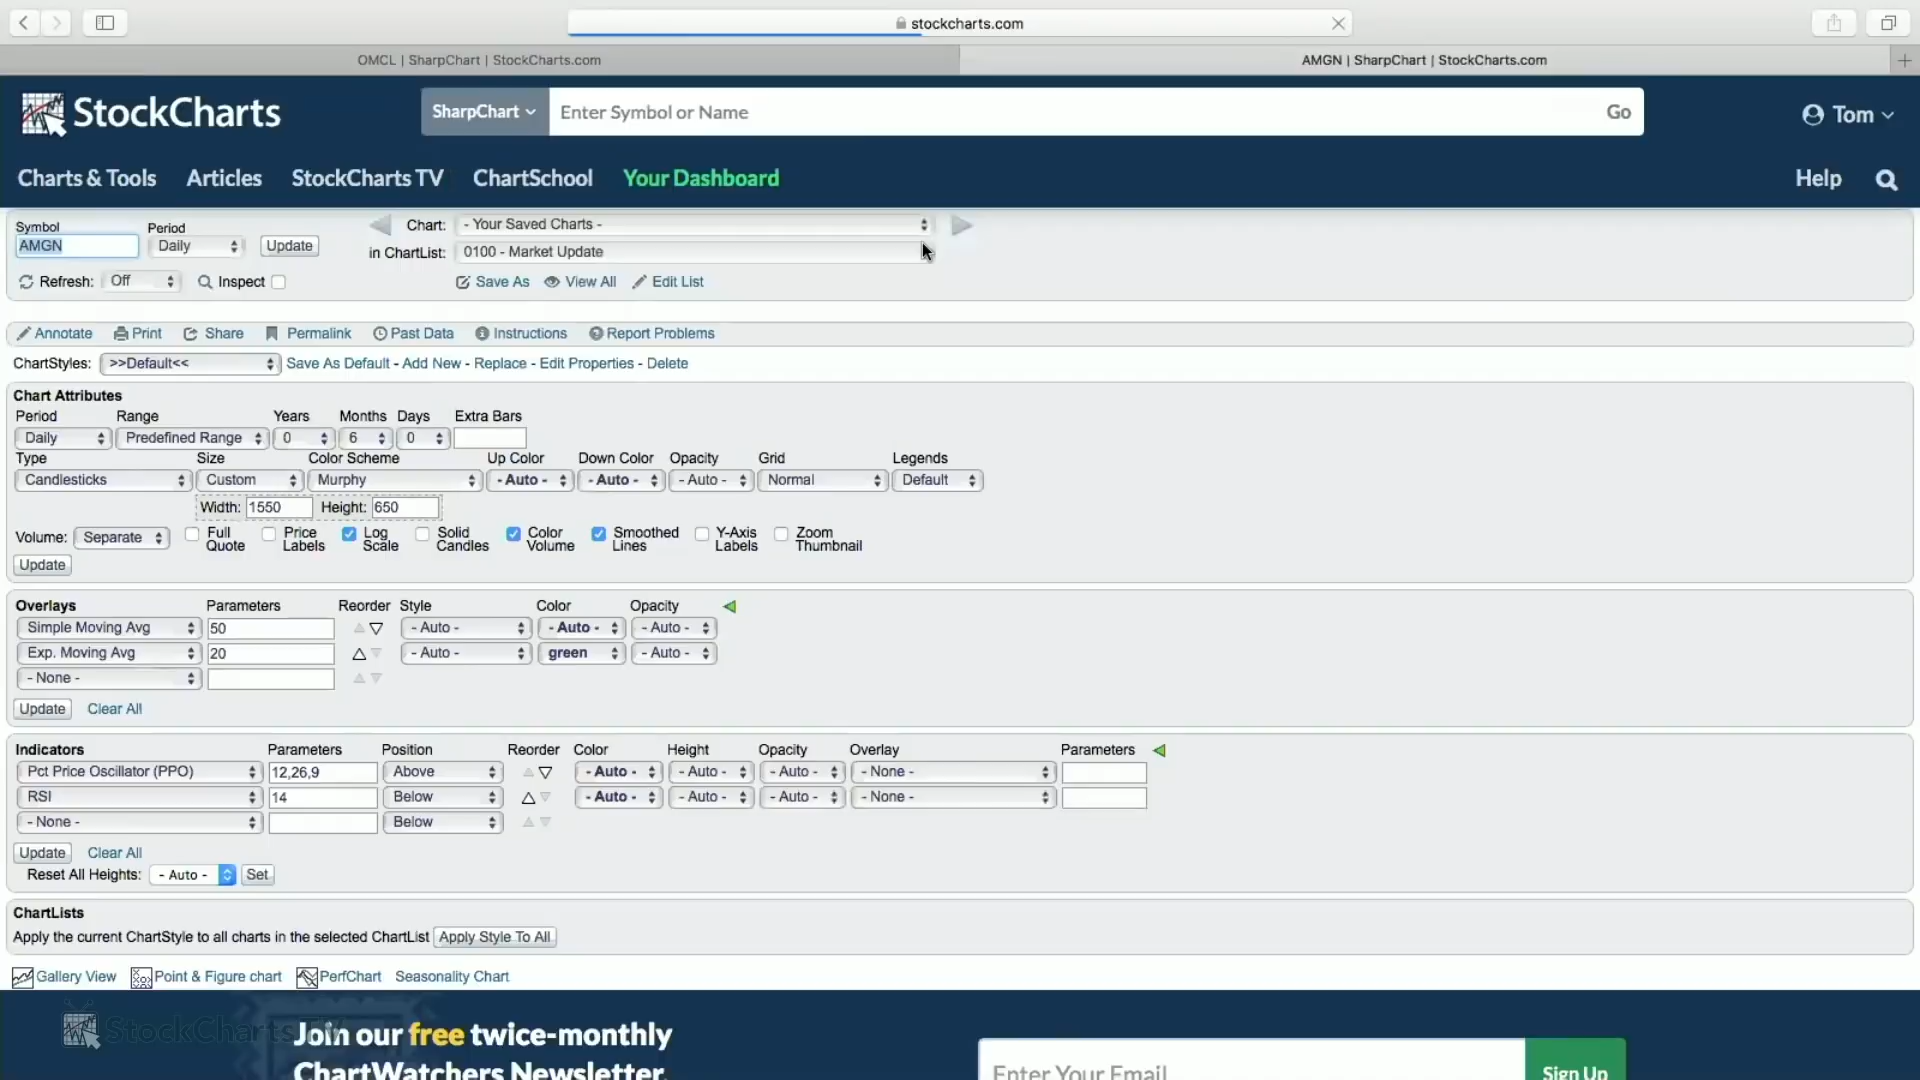 stockcharts.com
OMCL | SharpChart | StockCharts.com
AMGN | SharpChart | StockCharts.com
StockCharts
SharpChart
Enter Symbol or Name
Go
Tom
Charts & Tools
Articles
StockCharts TV
ChartSchool
Your Dashboard
Help
Symbol
Period
AMGN
Daily
Update
Chart: - Your Saved Charts -
in ChartList: 0100 - Market Update
Refresh: Off
Inspect
Save As
View All
Edit List
Annotate
Print
Share
Permalink
Past Data
Instructions
Report Problems
ChartStyles: >>Default<< Save As Default - Add New - Replace - Edit Properties - Delete
Chart Attributes
Period Range Years Months Days Extra Bars
Daily Predefined Range 0 6 0
Type Size Color Scheme Up Color Down Color Opacity Grid Legends
Candlesticks Custom Murphy - Auto - - Auto - - Auto - Normal Default
Width: 1550 Height: 650
Volume: Separate
Full Quote
Price Labels
Log Scale
Solid Candles
Color Volume
Smoothed Lines
Y-Axis Labels
Zoom Thumbnail
Update
Overlays Parameters Reorder Style Color Opacity
Simple Moving Avg 50 - Auto - - Auto - - Auto -
Exp. Moving Avg 20 - Auto - green - Auto -
- None -
Update Clear All
Indicators Parameters Position Reorder Color Height Opacity Overlay Parameters
Pct Price Oscillator (PPO) 12,26,9 Above - Auto - - Auto - - Auto - - None -
RSI 14 Below - Auto - - Auto - - Auto - - None -
- None - Below
Update Clear All
Reset All Heights: - Auto - Set
ChartLists
Apply the current ChartStyle to all charts in the selected ChartList Apply Style To All
Gallery View
Point & Figure chart
PerfChart
Seasonality Chart
StockCharts TV
Join our free twice-monthly
ChartWatchers Newsletter.
Enter Your Email
Sign Up